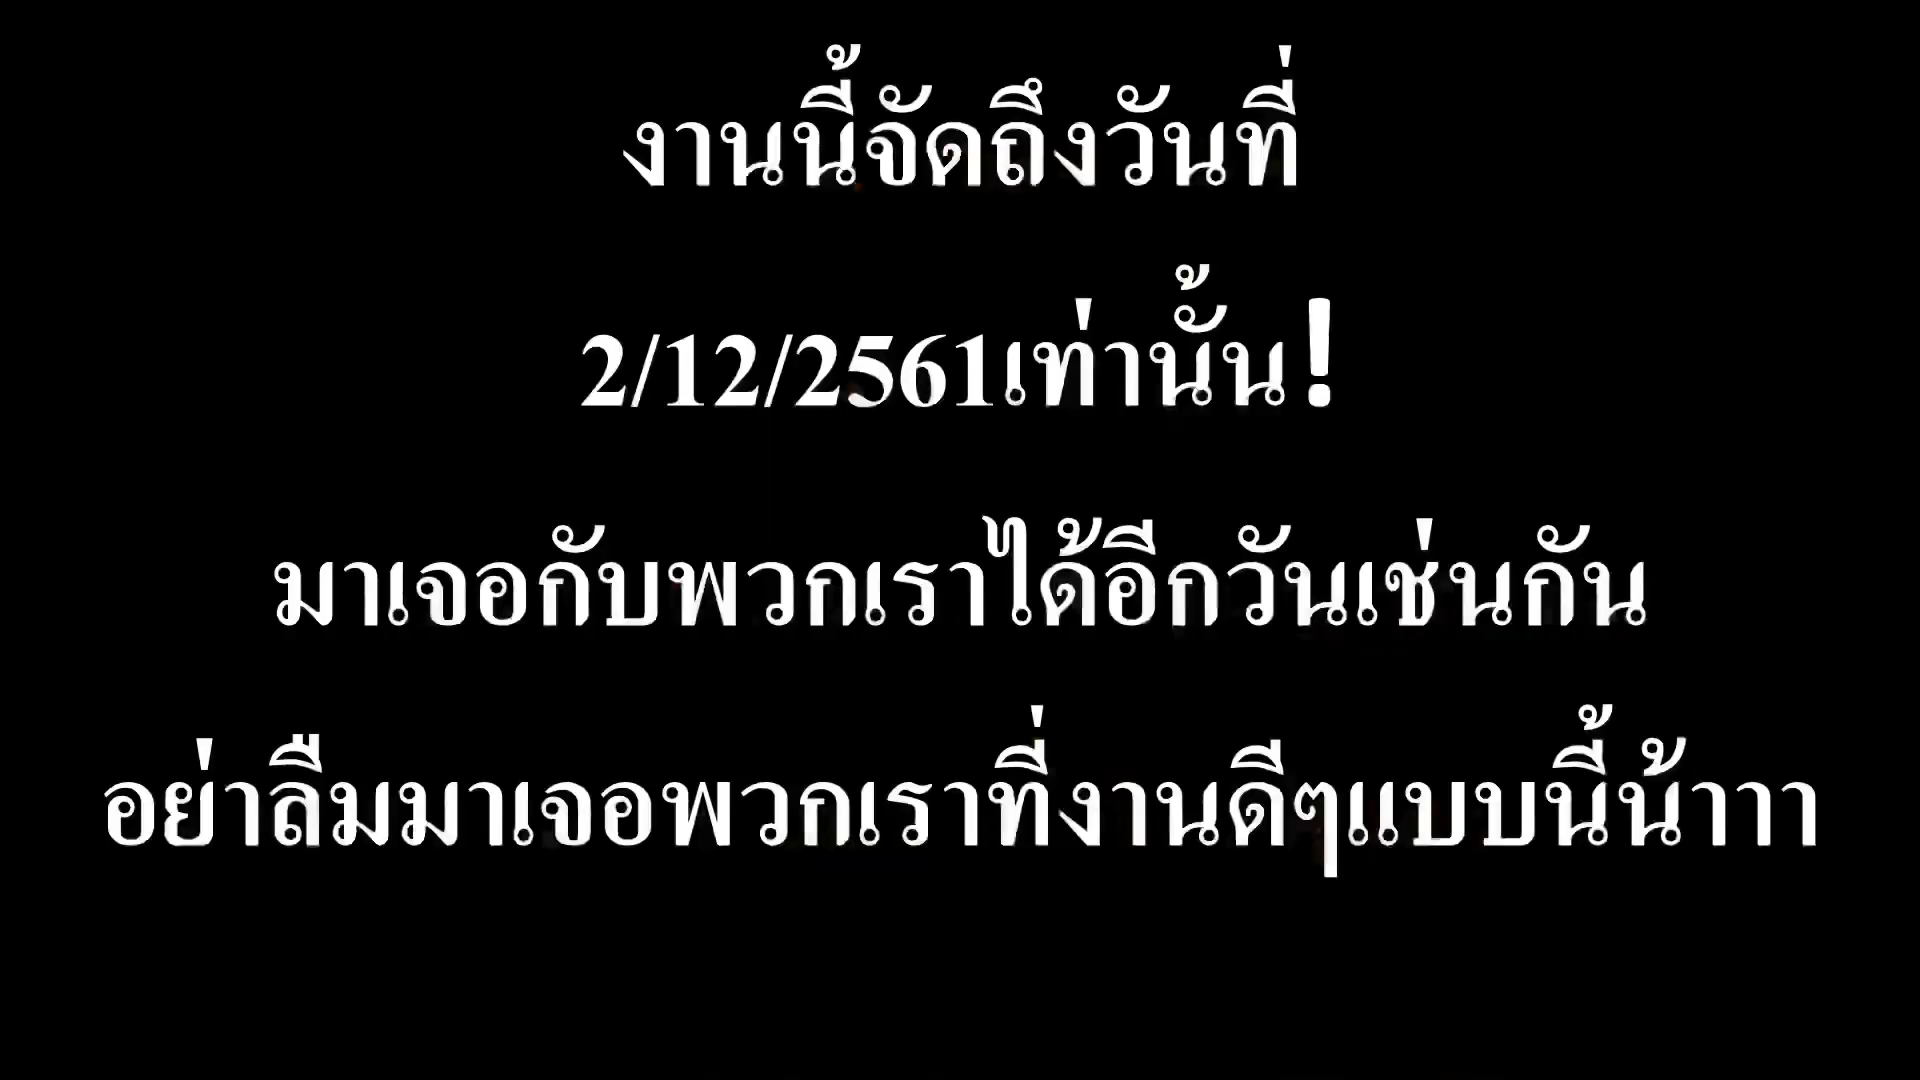 งานนี้จัดถึงวันที่
2/12/2561เท่านั้น!
มาเจอกับพวกเราได้อีกวันเช่นกัน
อย่าลืมมาเจอพวกเราที่งานดีๆแบบนี้น้าาา